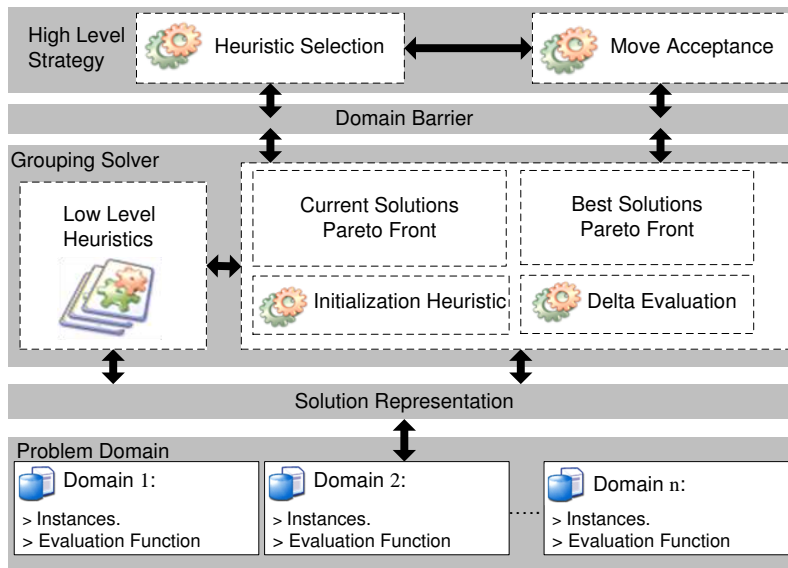 High Level
Strategy
Heuristic Selection
Move Acceptance
Domain Barrier
Grouping Solver
Low Level
Heuristics
Current Solutions
Pareto Front
Best Solutions
Pareto Front
Initialization Heuristic
Delta Evaluation
Solution Representation
Problem Domain
Domain 1:
> Instances.
> Evaluation Function
Domain 2:
> Instances.
> Evaluation Function
.....
Domain n:
> Instances.
> Evaluation Function